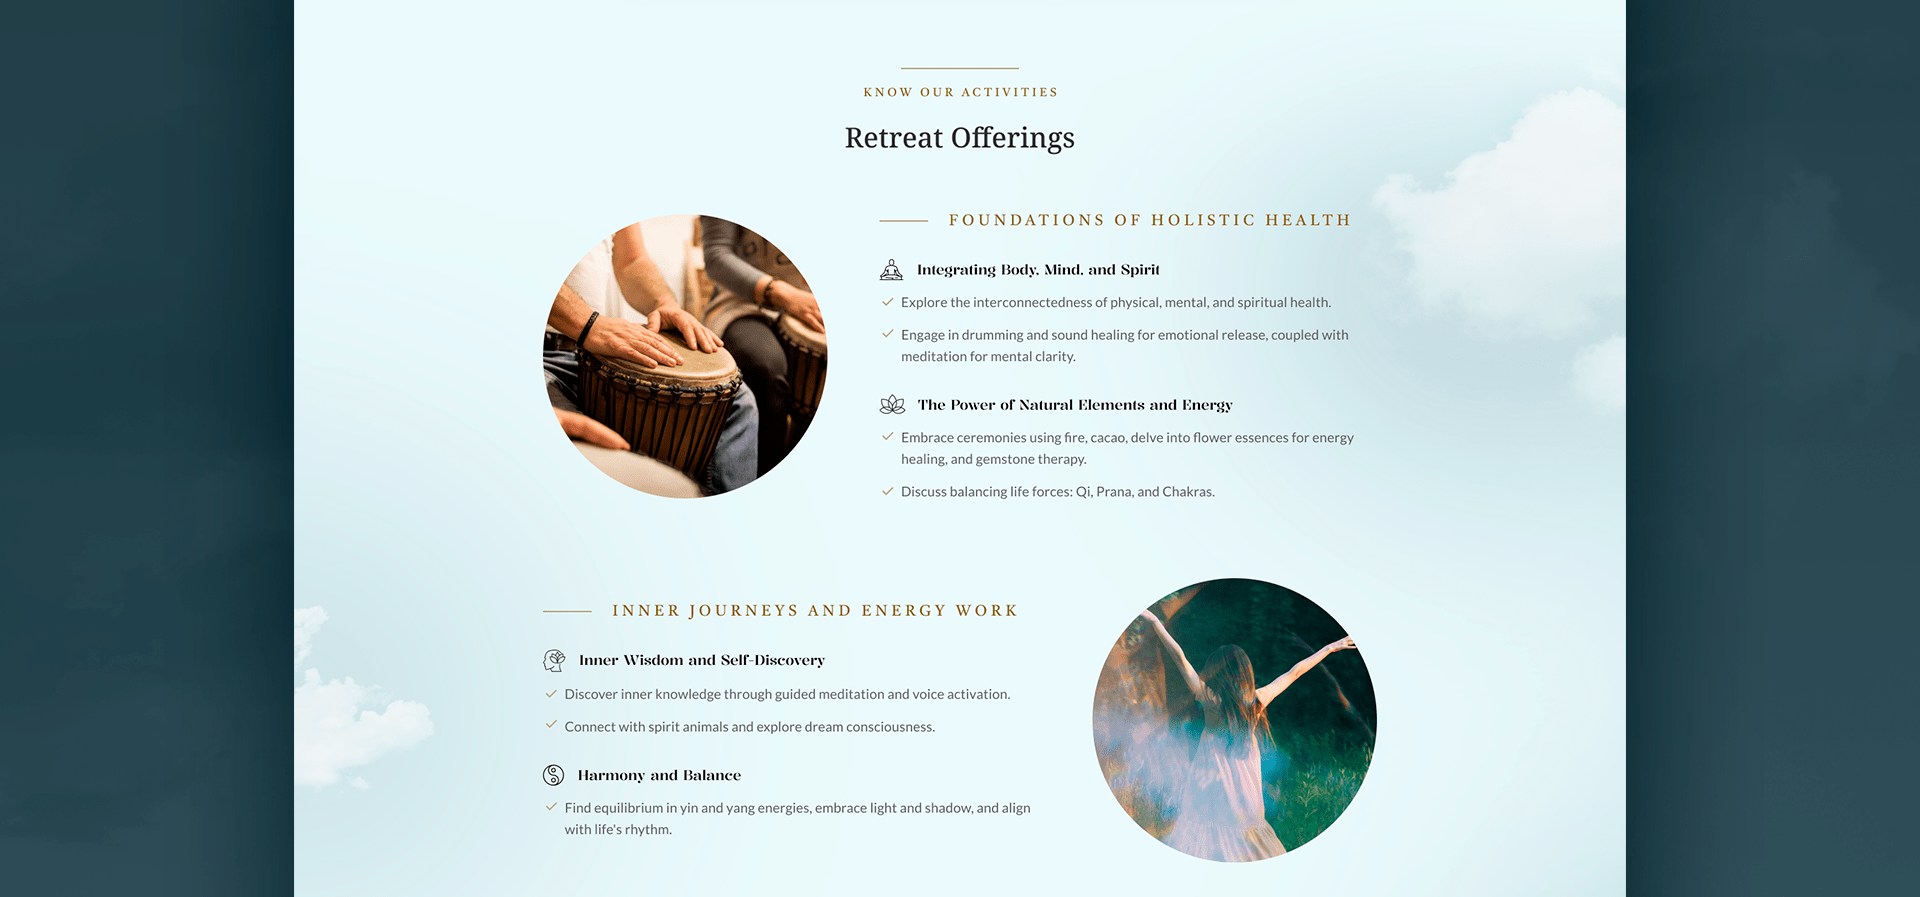 KNOW OUR ACTIVITIES
Retreat Offerings
FOUNDATIONS OF HOLISTIC HEALTH
Integrating Body, Mind, and Spirit
Explore the interconnectedness of physical, mental, and spiritual health.
Engage in drumming and sound healing for emotional release, coupled with
meditation for mental clarity.
The Power of Natural Elements and Energy
Embrace ceremonies using fire, cacao, delve into flower essences for energy
healing, and gemstone therapy.
Discuss balancing life forces: Qi, Prana, and Chakras.
INNER JOURNEYS AND ENERGY WORK
Inner Wisdom and Self-Discovery
Discover inner knowledge through guided meditation and voice activation.
Connect with spirit animals and explore dream consciousness.
Harmony and Balance
Find equilibrium in yin and yang energies, embrace light and shadow, and align
with life's rhythm.